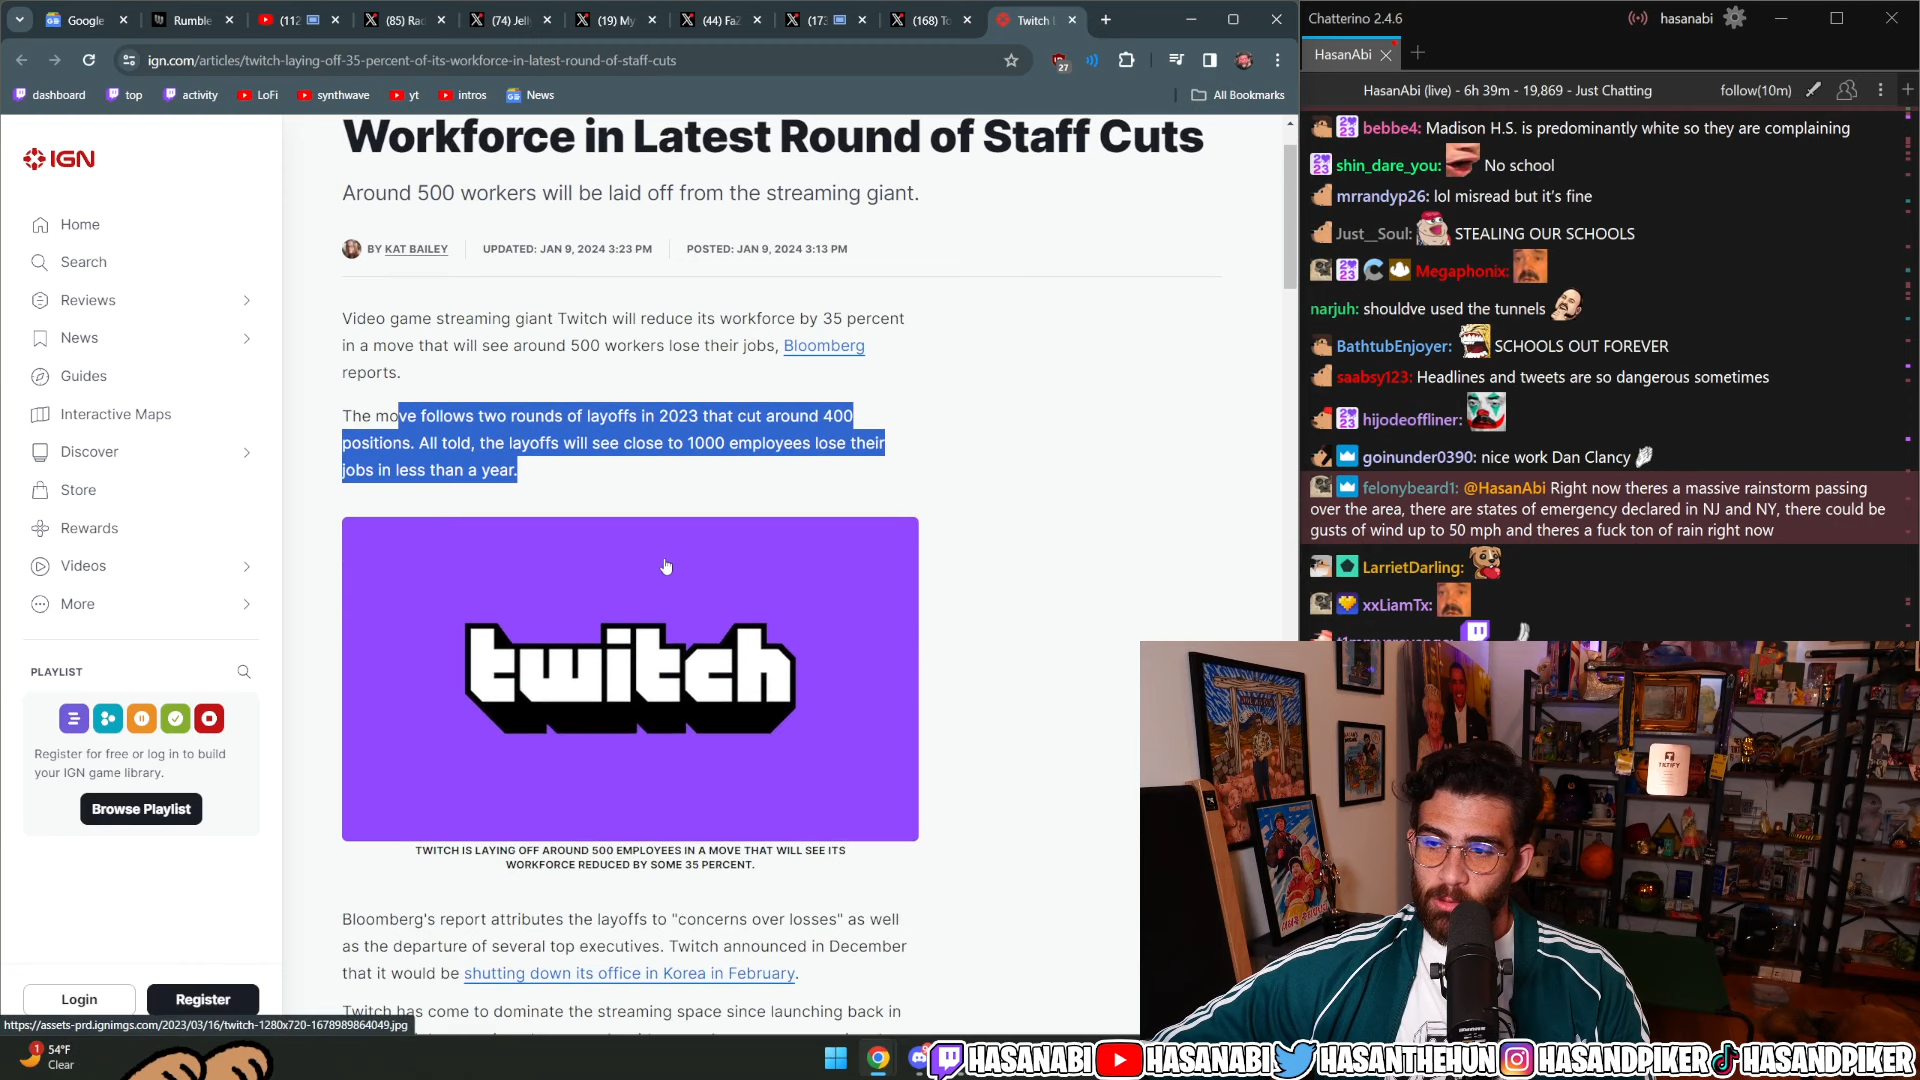 Google
Rumble
(112
(85) Rac
(74) Jell
(19) My
(44) FaZ
(173
(168) To
Twitch L
ign.com/articles/twitch-laying-off-35-percent-of-its-workforce-in-latest-round-of-staff-cuts
27
dashboard
top
activity
LoFi
synthwave
yt
intros
News
All Bookmarks
IGN
Home
Search
Reviews
News
Guides
Interactive Maps
Discover
Store
Rewards
Videos
More
PLAYLIST
Register for free or log in to build
your IGN game library.
Browse Playlist
Login
Register
https://assets-prd.ignimgs.com/2023/03/16/twitch-1280x720-1678989864049.jpg
Workforce in Latest Round of Staff Cuts
Around 500 workers will be laid off from the streaming giant.
BY KAT BAILEY
UPDATED: JAN 9, 2024 3:23 PM
POSTED: JAN 9, 2024 3:13 PM
Video game streaming giant Twitch will reduce its workforce by 35 percent
in a move that will see around 500 workers lose their jobs, Bloomberg
reports.
The move follows two rounds of layoffs in 2023 that cut around 400
positions. All told, the layoffs will see close to 1000 employees lose their
jobs in less than a year.
twitch
TWITCH IS LAYING OFF AROUND 500 EMPLOYEES IN A MOVE THAT WILL SEE ITS
WORKFORCE REDUCED BY SOME 35 PERCENT.
Bloomberg's report attributes the layoffs to "concerns over losses" as well
as the departure of several top executives. Twitch announced in December
that it would be shutting down its office in Korea in February.
Twitch has come to dominate the streaming space since launching back in
Chatterino 2.4.6
hasanabi
HasanAbi
HasanAbi (live) - 6h 39m - 19,869 - Just Chatting
follow(10m)
bebbe4: Madison H.S. is predominantly white so they are complaining
shin_dare_you: No school
mrrandyp26: lol misread but it's fine
Just__Soul: STEALING OUR SCHOOLS
Megaphonix:
narjuh: shouldve used the tunnels
BathtubEnjoyer: SCHOOLS OUT FOREVER
saabsy123: Headlines and tweets are so dangerous sometimes
hijodeoffliner:
goinunder0390: nice work Dan Clancy
felonybeard1: @HasanAbi Right now theres a massive rainstorm passing
over the area, there are states of emergency declared in NJ and NY, there could be
gusts of wind up to 50 mph and theres a fuck ton of rain right now
LarrietDarling:
xxLiamTx:
TILTIFY
1
54°F
Clear
HASANABI
HASANABI
HASANTHEHUN
HASANDPIKER
HASANDPIKER